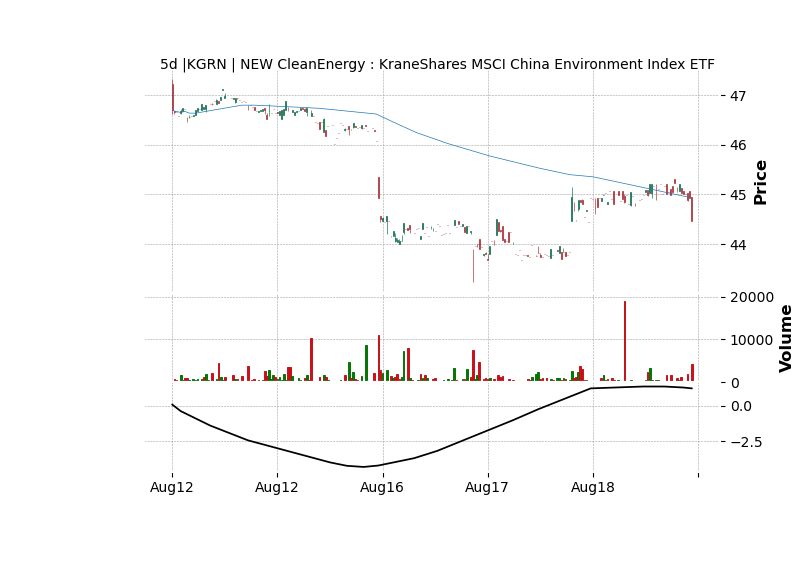 5d |KGRN | NEW CleanEnergy : KraneShares MSCI China Environment Index ETF
47
46
45
44
Price
20000
10000
0
Volume
0.0
−2.5
Aug12 Aug12 Aug16 Aug17 Aug18